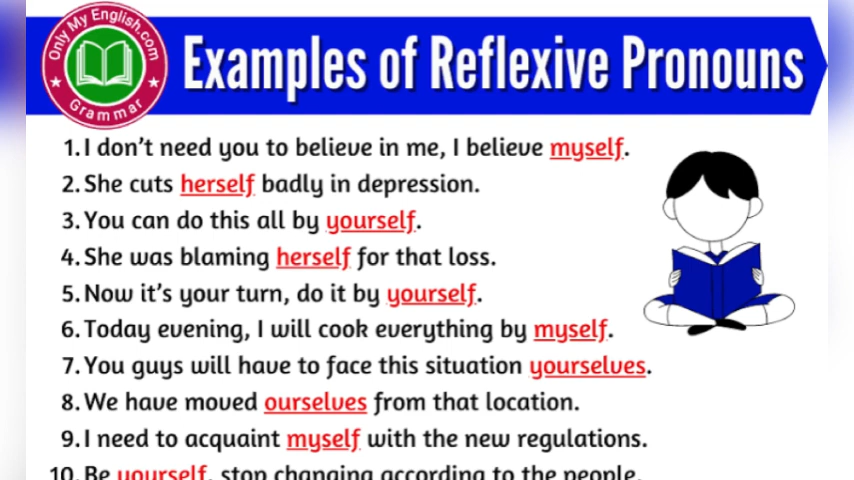 OnlyMyEnglish.com
Grammar
Examples of Reflexive Pronouns
1. I don't need you to believe in me, I believe myself.
2. She cuts herself badly in depression.
3. You can do this all by yourself.
4. She was blaming herself for that loss.
5. Now it's your turn, do it by yourself.
6. Today evening, I will cook everything by myself.
7. You guys will have to face this situation yourselves.
8. We have moved ourselves from that location.
9. I need to acquaint myself with the new regulations.
10. Be yourself, stop changing according to the people.